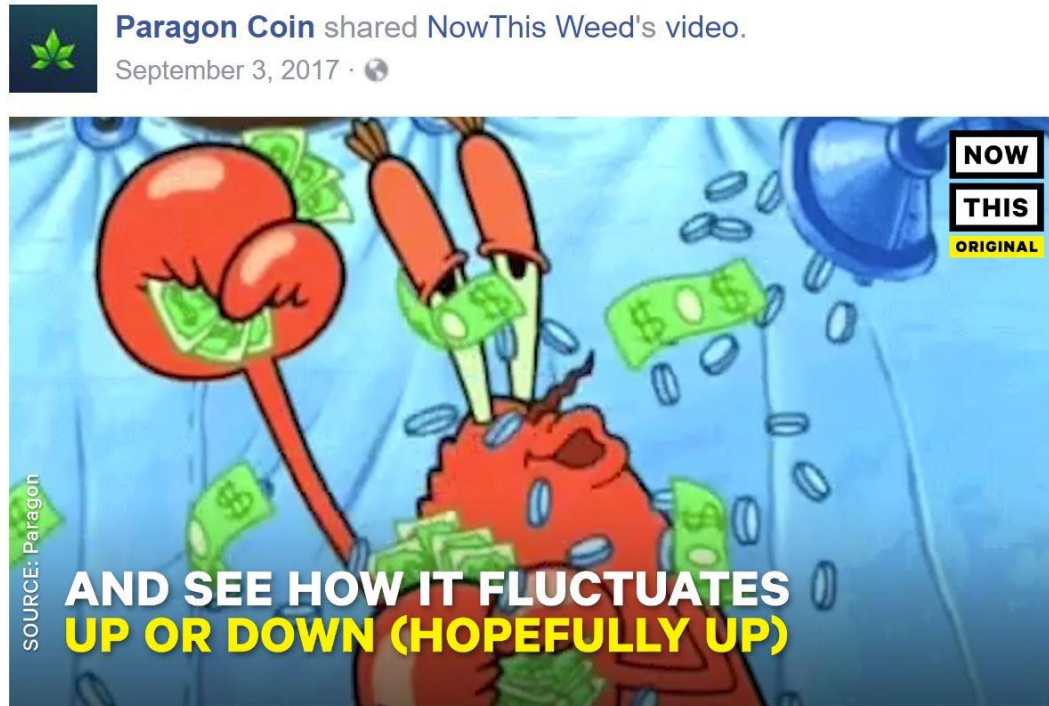 Paragon Coin shared NowThis Weed's video.
September 3, 2017 ·
NOW
THIS
ORIGINAL
SOURCE: Paragon
AND SEE HOW IT FLUCTUATES
UP OR DOWN (HOPEFULLY UP)